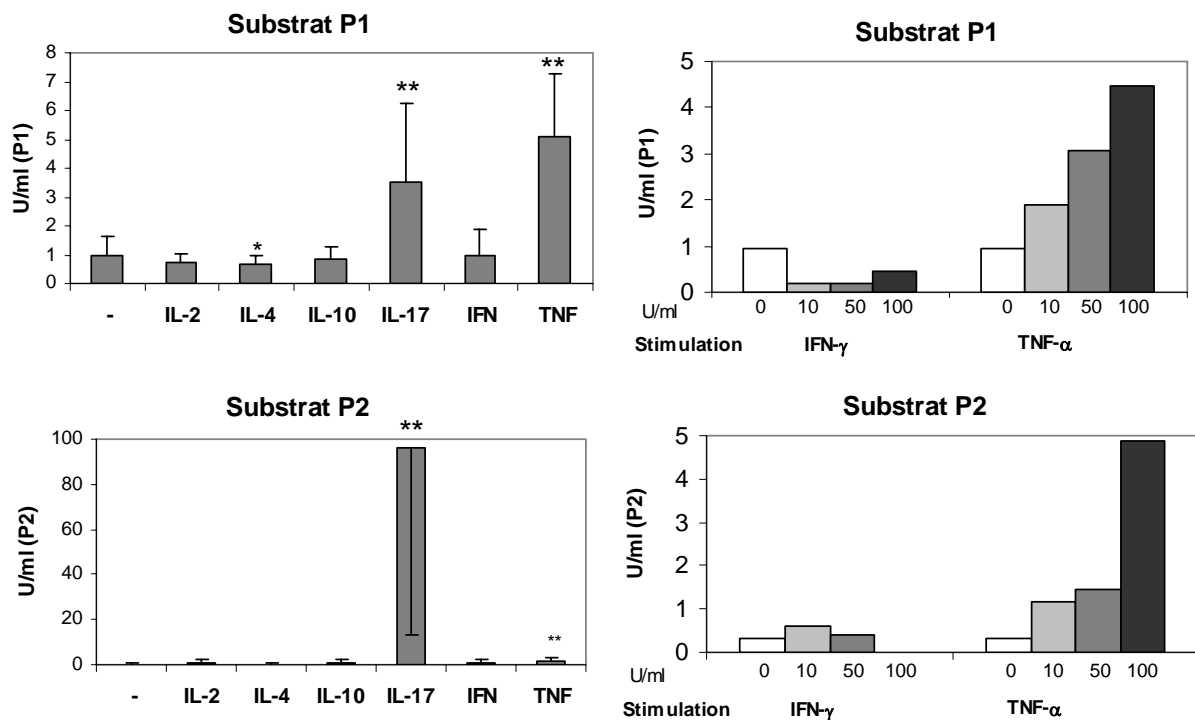 Substrat P1
8
7
6
5
4
3
2
1
0
U/ml (P1)
**
**
*
- IL-2 IL-4 IL-10 IL-17 IFN TNF
Substrat P1
5
4
3
2
1
0
U/ml (P1)
U/ml 0 10 50 100 0 10 50 100
Stimulation IFN-γ TNF-α
Substrat P2
100
80
60
40
20
0
U/ml (P2)
**
**
- IL-2 IL-4 IL-10 IL-17 IFN TNF
Substrat P2
5
4
3
2
1
0
U/ml (P2)
U/ml 0 10 50 100 0 10 50 100
Stimulation IFN-γ TNF-α